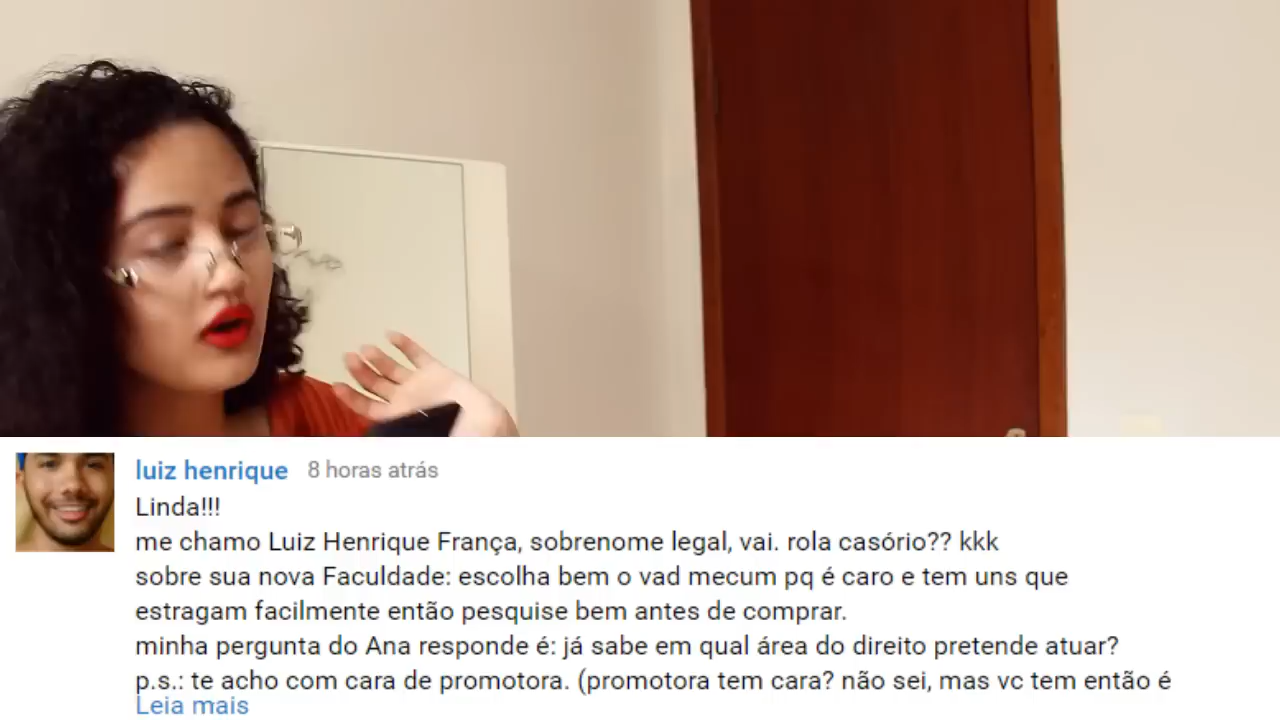 luiz henrique 8 horas atrás
Linda!!!
me chamo Luiz Henrique França, sobrenome legal, vai. rola casório?? kkk
sobre sua nova Faculdade: escolha bem o vad mecum pq é caro e tem uns que
estragam facilmente então pesquise bem antes de comprar.
minha pergunta do Ana responde é: já sabe em qual área do direito pretende atuar?
p.s.: te acho com cara de promotora. (promotora tem cara? não sei, mas vc tem então é
Leia mais